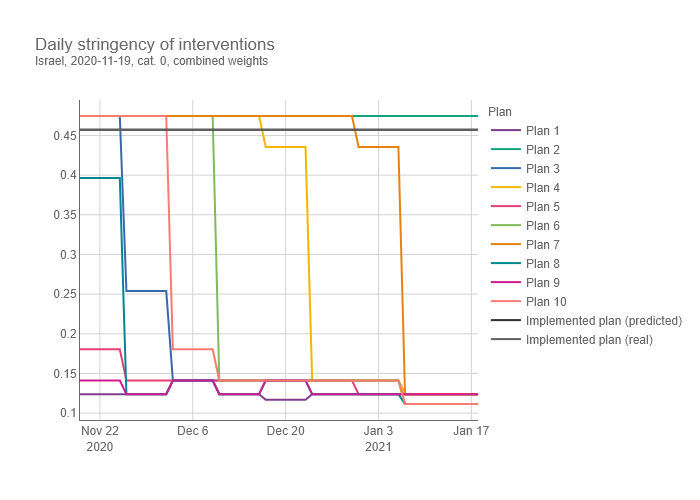 Daily stringency of interventions
Israel, 2020-11-19, cat. 0, combined weights
0.45
0.4
0.35
0.3
0.25
0.2
0.15
0.1
Nov 22
2020
Dec 6
Dec 20
Jan 3
2021
Jan 17
Plan
Plan 1
Plan 2
Plan 3
Plan 4
Plan 5
Plan 6
Plan 7
Plan 8
Plan 9
Plan 10
Implemented plan (predicted)
Implemented plan (real)